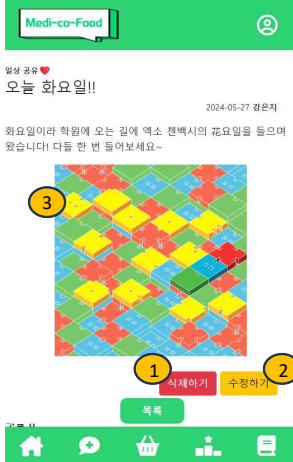 Medi-co-Food
일상 공유❤️
오늘 화요일!!
2024-05-27 강은지
화요일이라 학원에 오는 길에 엑소 첸백시의 花요일을 들으며
왔습니다! 다들 한 번 들어보세요~
3
1
2
삭제하기
수정하기
목록